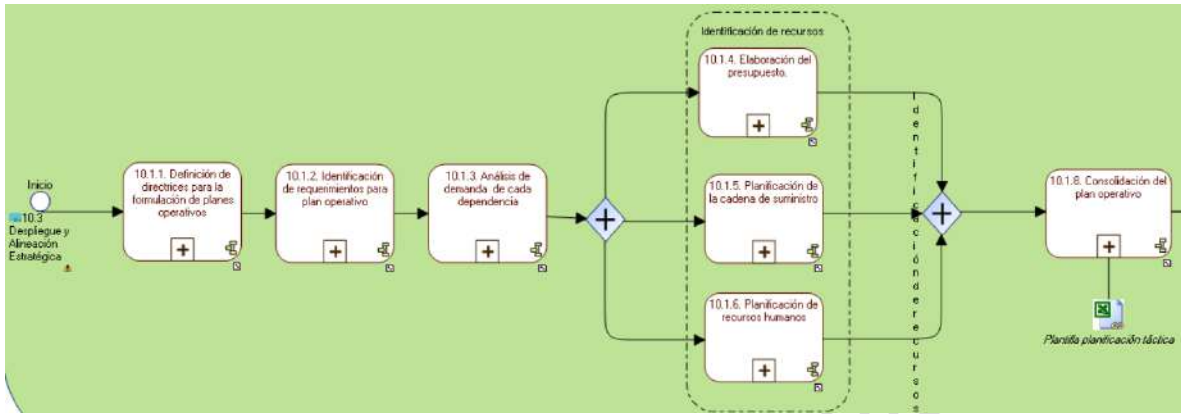 Inicio
10.3
Despliegue y
Alineación
Estratégica
10.1.1. Definición de
directrices para la
formulación de planes
operativos
10.1.2. Identificación
de requerimientos para
plan operativo
10.1.3. Análisis de
demanda de cada
dependencia
Identificación de recursos
10.1.4. Elaboración del
presupuesto.
10.1.5. Planificación de
la cadena de suministro
10.1.6. Planificación de
recursos humanos
Identificación de recursos
10.1.8. Consolidación del
plan operativo
Plantilla planificación táctica